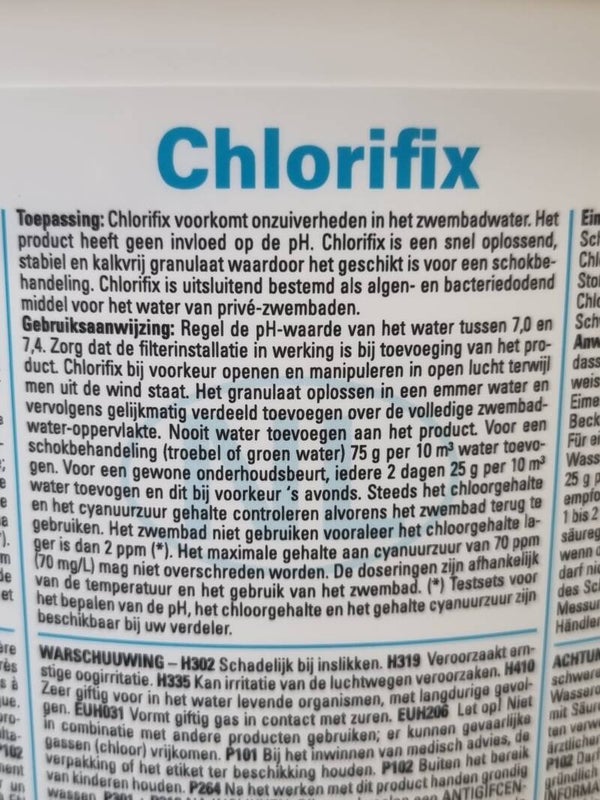 Chlorifix
Toepassing: Chlorifix voorkomt onzuiverheden in het zwembadwater. Het
product heeft geen invloed op de pH. Chlorifix is een snel oplossend,
stabiel en kalkvrij granulaat waardoor het geschikt is voor een schokbe-
handeling. Chlorifix is uitsluitend bestemd als algen- en bacteriedodend
middel voor het water van privé-zwembaden.
Gebruiksaanwijzing: Regel de pH-waarde van het water tussen 7,0 en
7,4. Zorg dat de filterinstallatie in werking is bij toevoeging van het pro-
duct. Chlorifix bij voorkeur openen en manipuleren in open lucht terwijl
men uit de wind staat. Het granulaat oplossen in een emmer water en
vervolgens gelijkmatig verdeeld toevoegen over de volledige zwembad-
water-oppervlakte. Nooit water toevoegen aan het product. Voor een
schokbehandeling (troebel of groen water) 75 g per 10 m³ water toevo-
gen. Voor een gewone onderhoudsbeurt, iedere 2 dagen 25 g per 10 m³
water toevogen en dit bij voorkeur 's avonds. Steeds het chloorgehalte
en het cyanuurzuur gehalte controleren alvorens het zwembad terug te
gebruiken. Het zwembad niet gebruiken vooraleer het chloorgehalte la-
ger is dan 2 ppm (*). Het maximale gehalte aan cyanuurzuur van 70 ppm
(70 mg/L) mag niet overschreden worden. De doseringen zijn afhankelijk
van de temperatuur en het gebruik van het zwembad. (*) Testsets voor
het bepalen van de pH, het chloorgehalte en het gehalte cyanuurzuur zijn
beschikbaar bij uw verdeler.
WARSCHUUWING – H302 Schadelijk bij inslikken. H319 Veroorzaakt ern-
stige oogirritatie. H335 Kan irritatie van de luchtwegen veroorzaken. H410
Zeer giftig voor in het water levende organismen, met langdurige gevol-
gen. EUH031 Vormt giftig gas in contact met zuren. EUH206 Let op! Niet
in combinatie met andere producten gebruiken; er kunnen gevaarlijke
gassen (chloor) vrijkomen. P101 Bij het inwinnen van medisch advies, de
verpakking of het etiket ter beschikking houden. P102 Buiten het bereik
van kinderen houden. P264 Na het werken met dit product handen grondig
wassen.